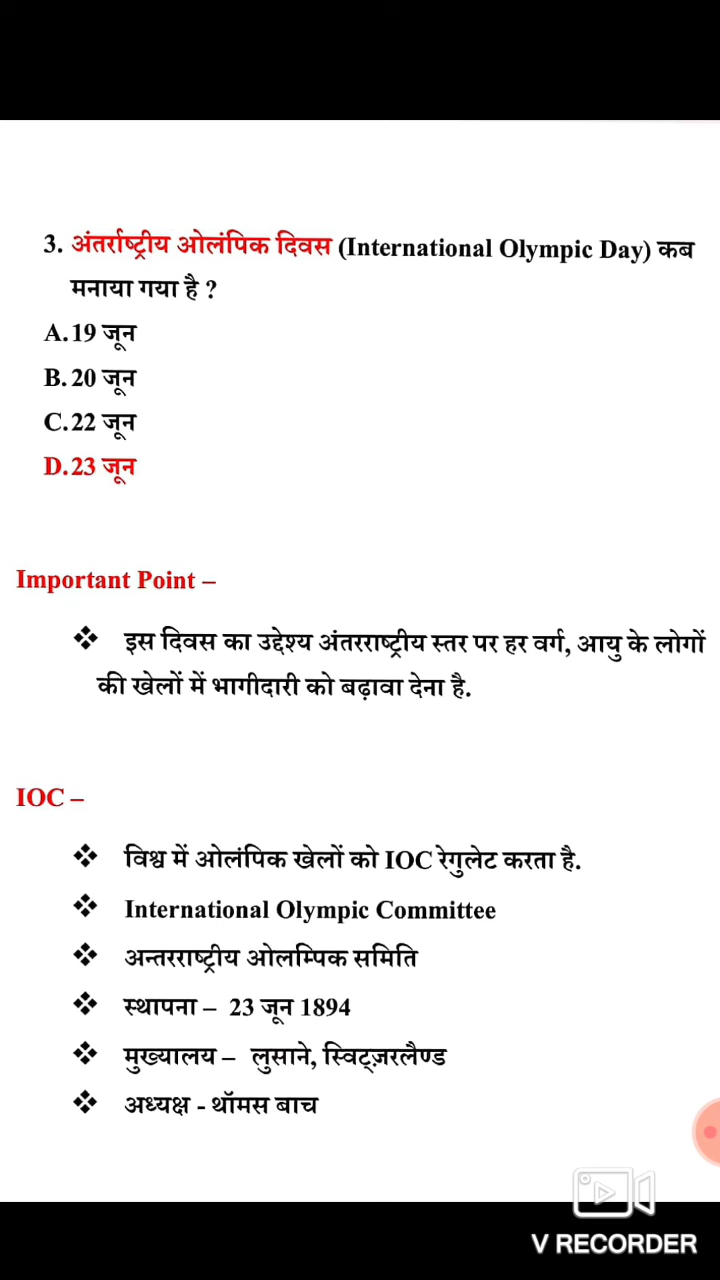 3. अंतर्राष्ट्रीय ओलंपिक दिवस (International Olympic Day) कब
मनाया गया है ?
A. 19 जून
B. 20 जून
C. 22 जून
D. 23 जून
Important Point –
❖ इस दिवस का उद्देश्य अंतरराष्ट्रीय स्तर पर हर वर्ग, आयु के लोगों
की खेलों में भागीदारी को बढ़ावा देना है.
IOC –
❖ विश्व में ओलंपिक खेलों को IOC रेगुलेट करता है.
❖ International Olympic Committee
❖ अन्तरराष्ट्रीय ओलम्पिक समिति
❖ स्थापना – 23 जून 1894
❖ मुख्यालय – लुसाने, स्विट्ज़रलैण्ड
❖ अध्यक्ष - थॉमस बाच
V RECORDER